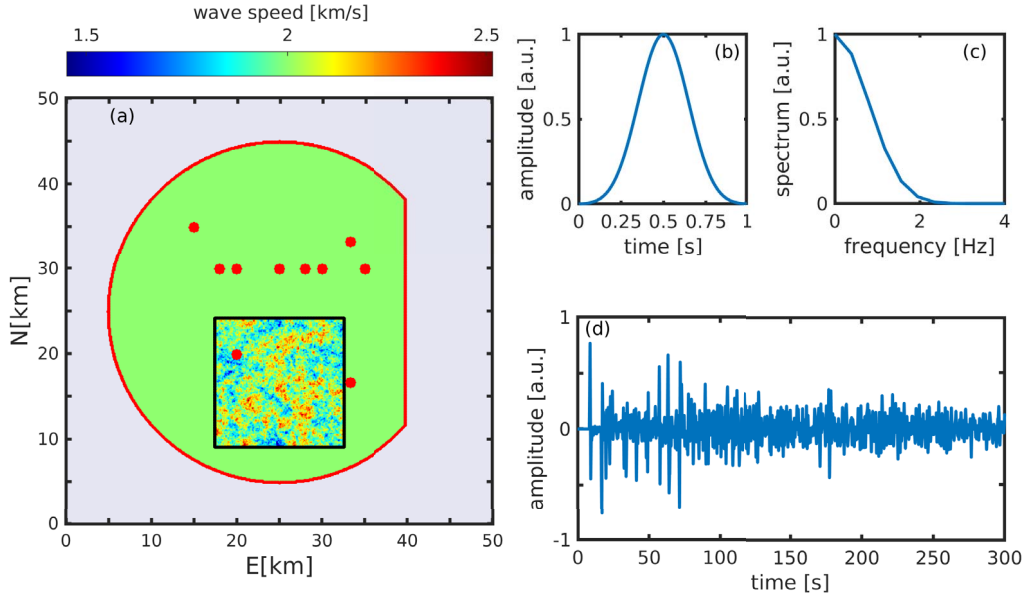 wave speed [km/s]
1.5 2 2.5
(a)
50
40
30
20
10
0
N[km]
0 10 20 30 40 50
E[km]
(b)
1
0.5
0
amplitude [a.u.]
0 0.25 0.5 0.75 1
time [s]
(c)
1
0.5
0
spectrum [a.u.]
0 2 4
frequency [Hz]
(d)
1
0
-1
amplitude [a.u.]
0 50 100 150 200 250 300
time [s]